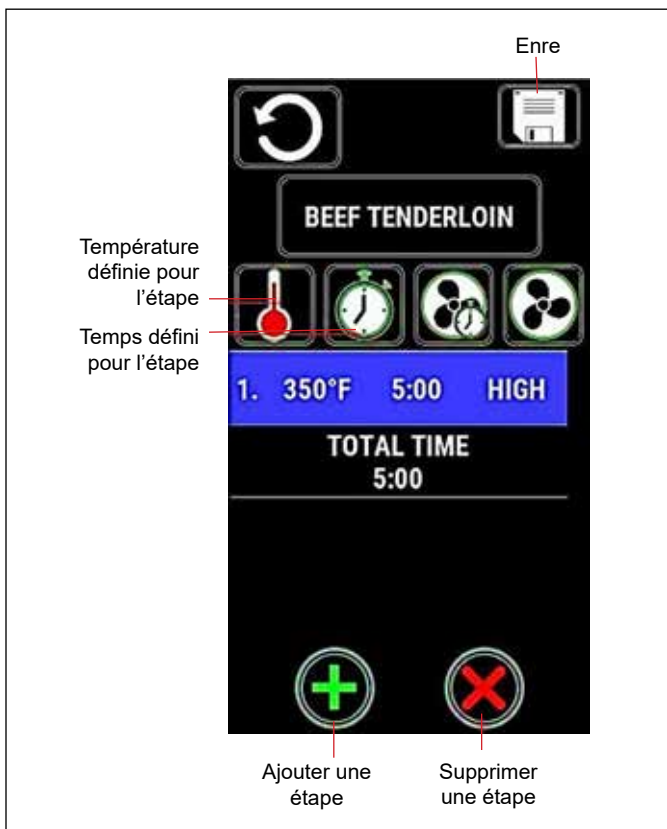 Enre
BEEF TENDERLOIN
Température
définie pour
l'étape
Temps défini
pour l'étape
1. 350°F 5:00 HIGH
TOTAL TIME
5:00
Ajouter une
étape
Supprimer
une étape